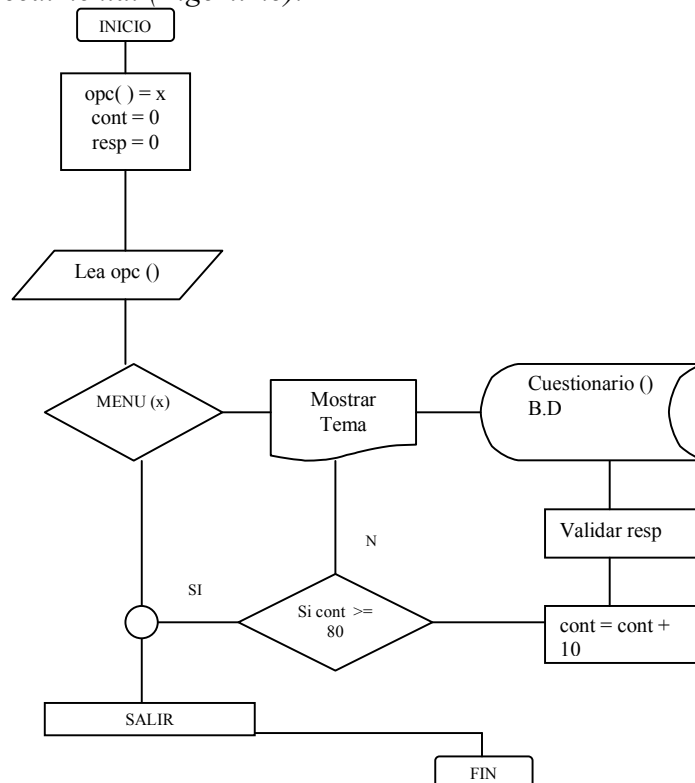 INICIO
opc( ) = x
cont = 0
resp = 0
Lea opc ()
MENU (x)
Mostrar
Tema
Cuestionario ()
B.D
Validar resp
N
SI
Si cont >=
80
cont = cont +
10
SALIR
FIN